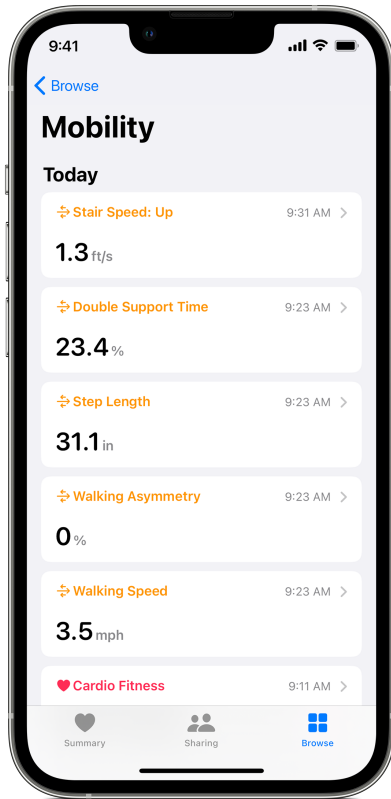 9:41
Browse
Mobility
Today
Stair Speed: Up 9:31 AM
1.3 ft/s
Double Support Time 9:23 AM
23.4 %
Step Length 9:23 AM
31.1 in
Walking Asymmetry 9:23 AM
0 %
Walking Speed 9:23 AM
3.5 mph
Cardio Fitness 9:11 AM
Summary Sharing Browse